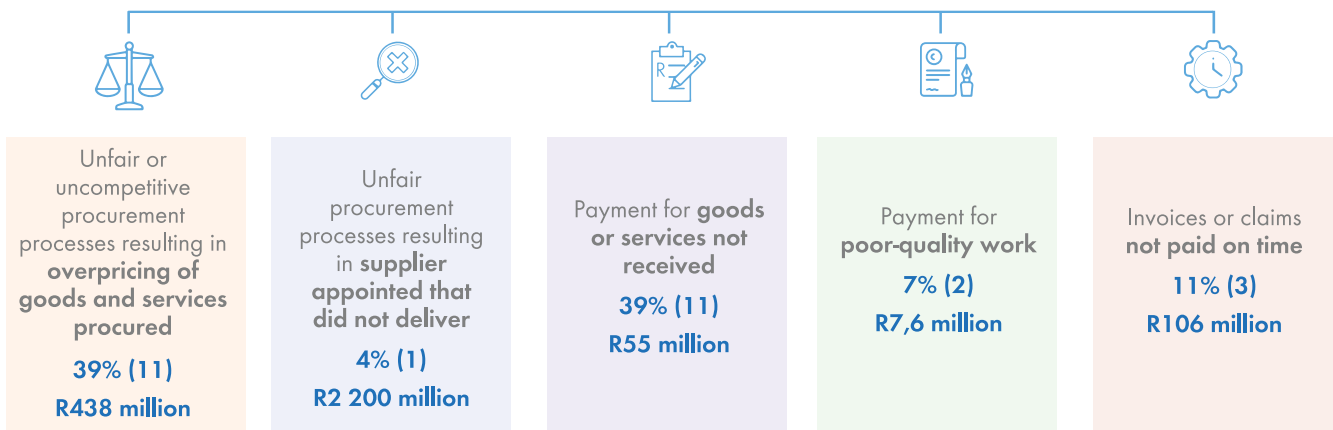 Unfair or
uncompetitive
procurement
processes resulting in
overpricing of
goods and services
procured
39% (11)
R438 million
Unfair
procurement
processes resulting
in supplier
appointed that
did not deliver
4% (1)
R2 200 million
R
Payment for goods
or services not
received
39% (11)
R55 million
Payment for
poor-quality work
7% (2)
R7,6 million
Invoices or claims
not paid on time
11% (3)
R106 million